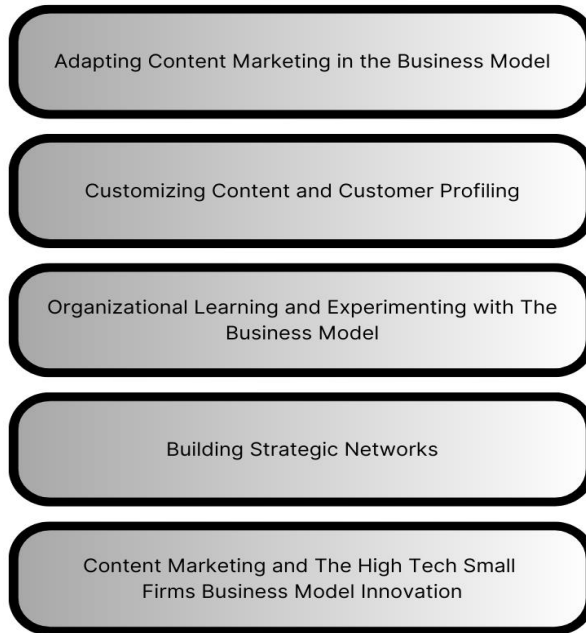 Adapting Content Marketing in the Business Model
Customizing Content and Customer Profiling
Organizational Learning and Experimenting with The
Business Model
Building Strategic Networks
Content Marketing and The High Tech Small
Firms Business Model Innovation